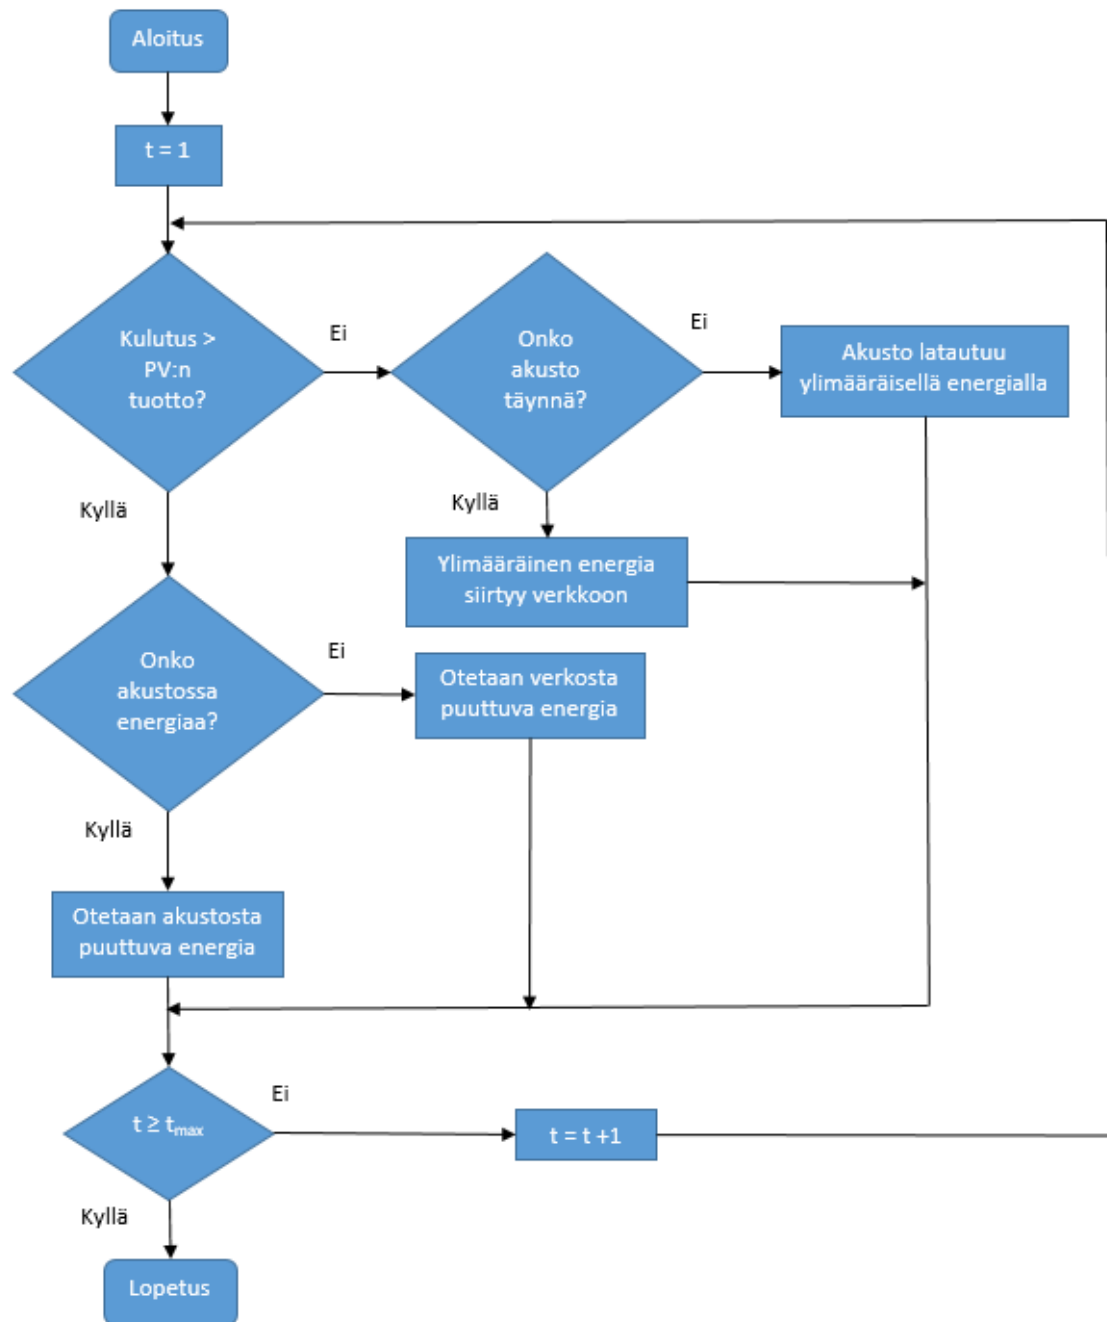 Aloitus
t = 1
Kulutus >
PV:n
tuotto?
Ei
Onko
akusto
täynnä?
Ei
Akusto latautuu
ylimääräisellä energialla
Kyllä
Kyllä
Ylimääräinen energia
siirtyy verkkoon
Onko
akustossa
energiaa?
Ei
Otetaan verkosta
puuttuva energia
Kyllä
Otetaan akustosta
puuttuva energia
t ≥ tmax
Ei
t = t +1
Kyllä
Lopetus